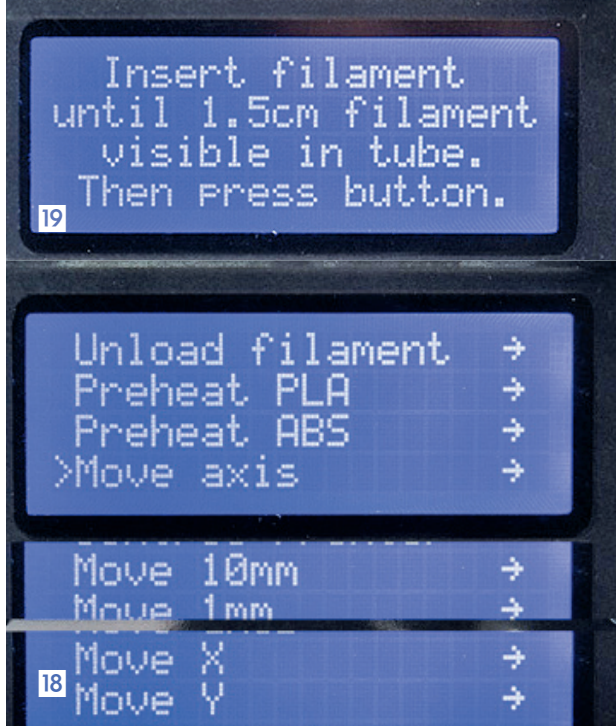 Insert filament
until 1.5cm filament
visible in tube.
Then press button.
19
Unload filament →
Preheat PLA →
Preheat ABS →
>Move axis →
Move 10mm →
Move 1mm →
Move X →
18
Move Y →